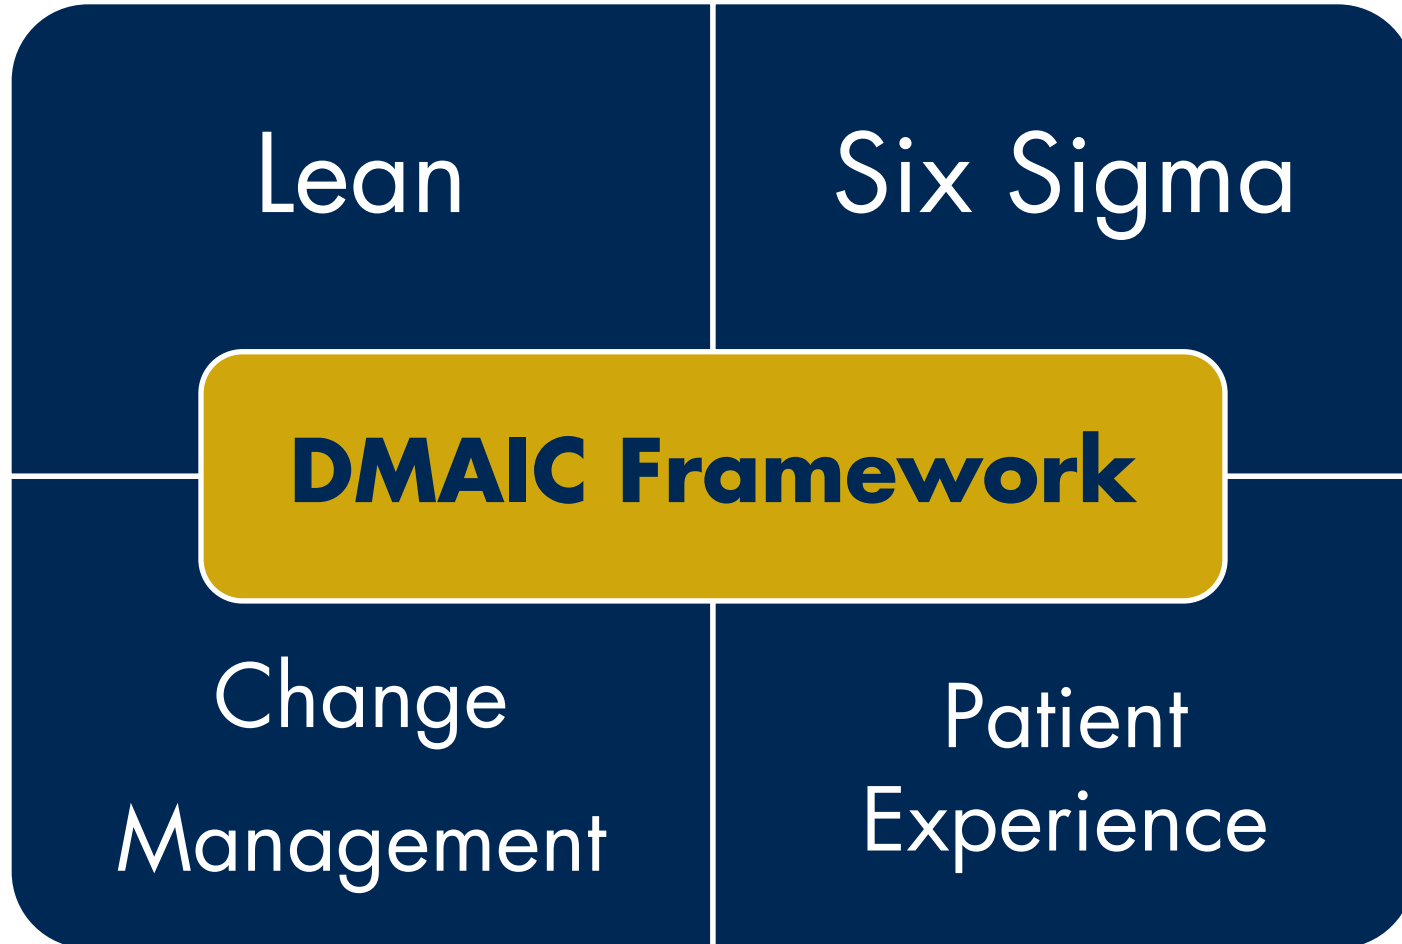 Lean
Six Sigma
DMAIC Framework
Change
Management
Patient
Experience